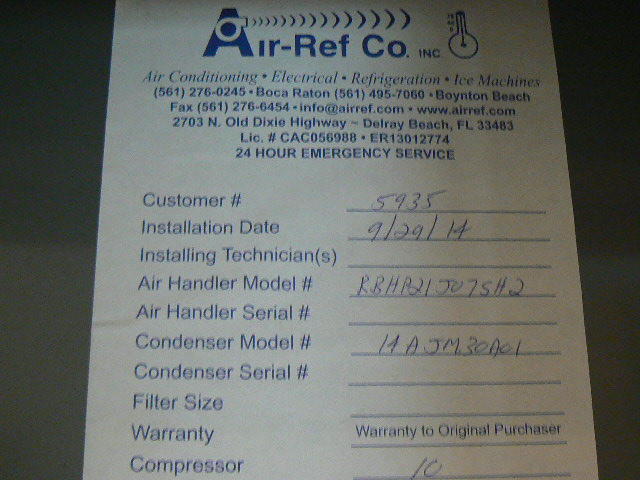 Air-Ref Co. INC
Air Conditioning • Electrical • Refrigeration • Ice Machines
(561) 276-0245 • Boca Raton (561) 495-7060 • Boynton Beach
Fax (561) 276-6454 • info@airref.com • www.airref.com
2703 N. Old Dixie Highway ~ Delray Beach, FL 33483
Lic. # CAC056988 • ER13012774
24 HOUR EMERGENCY SERVICE
Customer # 5935
Installation Date 9/29/14
Installing Technician(s)
Air Handler Model # RBHP21J07SH2
Air Handler Serial #
Condenser Model # 14AJM30A01
Condenser Serial #
Filter Size
Warranty Warranty to Original Purchaser
Compressor 10